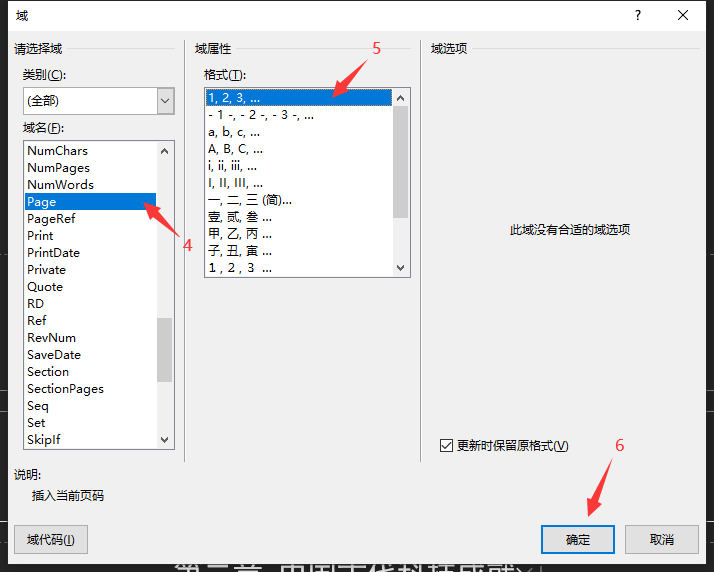 域
?
请选择域
类别(C):
(全部)
域名(F):
NumChars
NumPages
NumWords
Page
PageRef
Print
PrintDate
Private
Quote
RD
Ref
RevNum
SaveDate
Section
SectionPages
Seq
Set
SkipIf
4
域属性
5
格式(T):
1, 2, 3, ...
- 1 -, - 2 -, - 3 -, ...
a, b, c, ...
A, B, C, ...
i, ii, iii, ...
I, II, III, ...
一, 二, 三 (简)...
壹, 贰, 叁 ...
甲, 乙, 丙 ...
子, 丑, 寅 ...
1 , 2 , 3 ...
域选项
此域没有合适的域选项
更新时保留原格式(V)
6
说明:
插入当前页码
域代码(I)
确定
取消